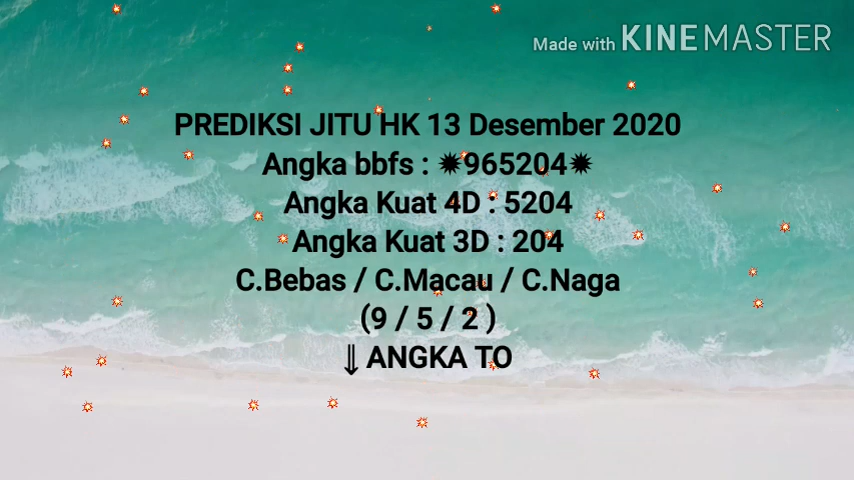 Made with KINEMASTER
PREDIKSI JITU HK 13 Desember 2020
Angka bbfs : ✹965204✹
Angka Kuat 4D : 5204
Angka Kuat 3D : 204
C.Bebas / C.Macau / C.Naga
(9 / 5 / 2 )
⇓ANGKA TO